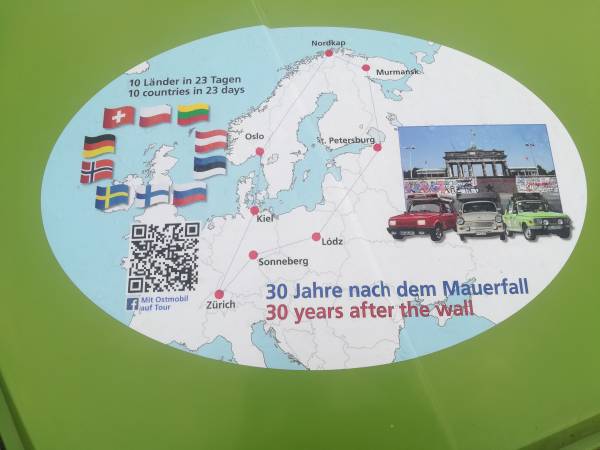 10 Länder in 23 Tagen
10 countries in 23 days
Nordkap
Murmansk
Oslo
St. Petersburg
Kiel
Lódz
Sonneberg
Zürich
Mit Ostmobil
auf Tour
30 Jahre nach dem Mauerfall
30 years after the wall